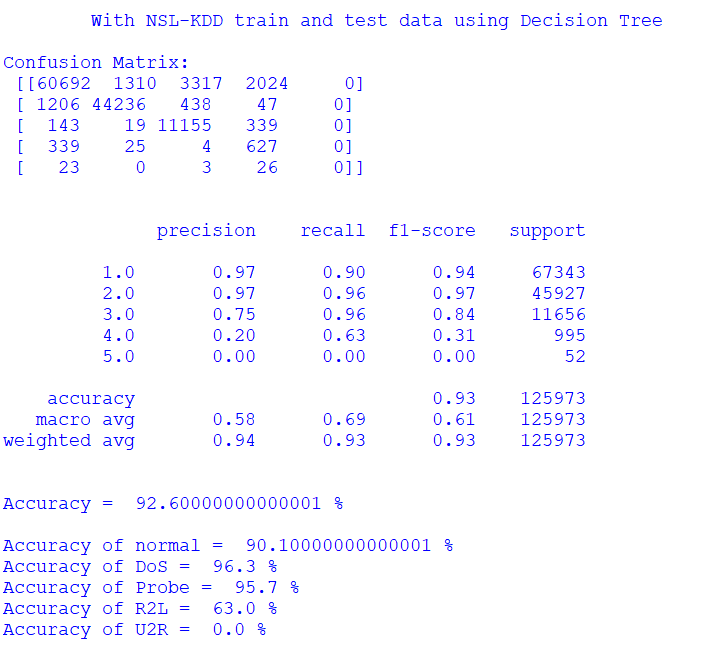 With NSL-KDD train and test data using Decision Tree
Confusion Matrix:
[[60692 1310 3317 2024 0]
[ 1206 44236 438 47 0]
[ 143 19 11155 339 0]
[ 339 25 4 627 0]
[ 23 0 3 26 0]]
precision recall f1-score support
1.0 0.97 0.90 0.94 67343
2.0 0.97 0.96 0.97 45927
3.0 0.75 0.96 0.84 11656
4.0 0.20 0.63 0.31 995
5.0 0.00 0.00 0.00 52
accuracy 0.93 125973
macro avg 0.58 0.69 0.61 125973
weighted avg 0.94 0.93 0.93 125973
Accuracy = 92.60000000000001 %
Accuracy of normal = 90.10000000000001 %
Accuracy of DoS = 96.3 %
Accuracy of Probe = 95.7 %
Accuracy of R2L = 63.0 %
Accuracy of U2R = 0.0 %